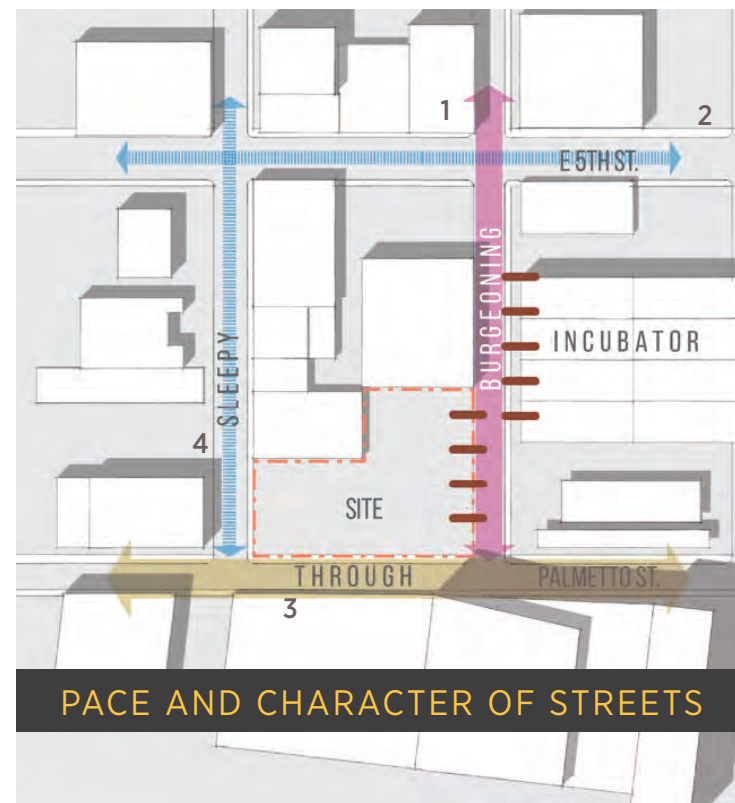 1
2
E 5TH ST.
BURGEONING
INCUBATOR
SLEEPY
4
SITE
THROUGH
PALMETTO ST.
3
PACE AND CHARACTER OF STREETS